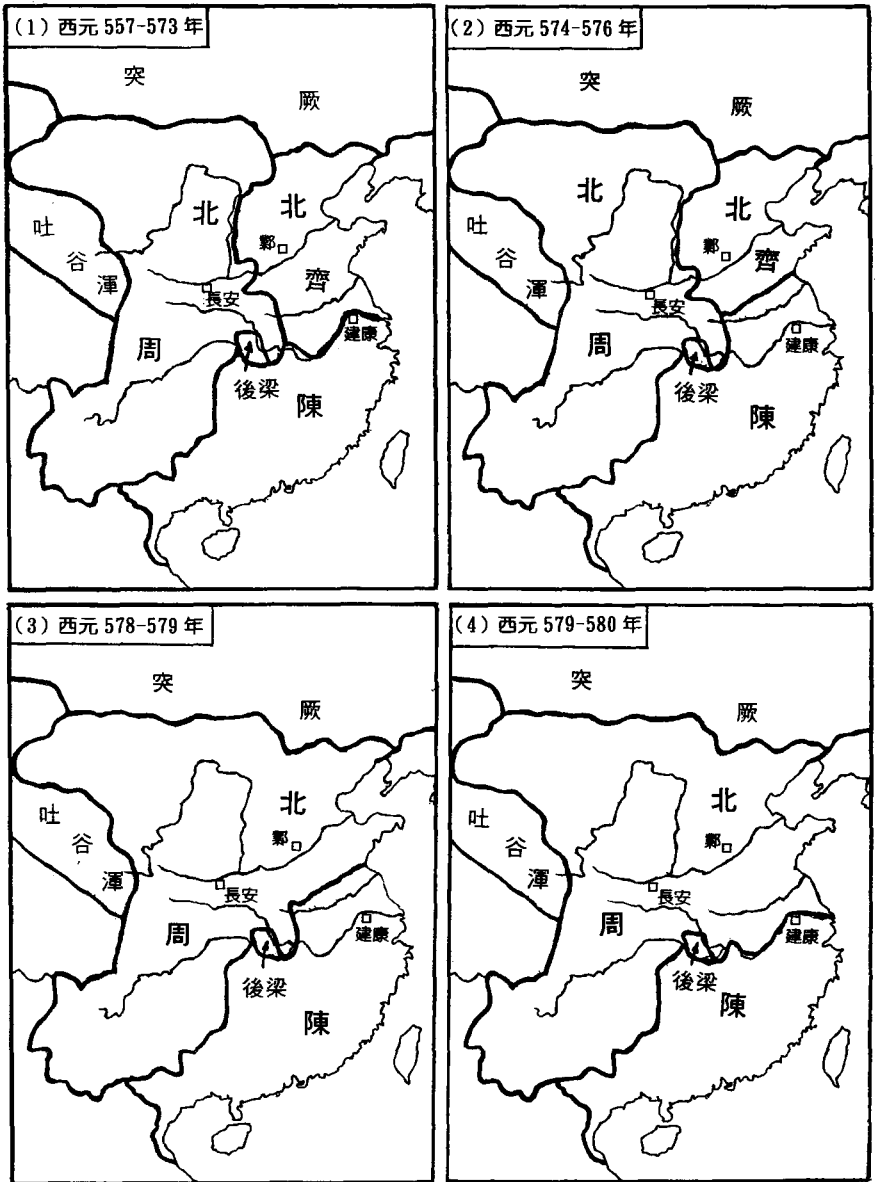 (1) 西元 557-573 年
突
厥
吐
谷
渾
北
周
北
齊
鄴
長安
建康
後梁
陳
(2) 西元 574-576 年
突
厥
吐
谷
渾
北
周
北
齊
鄴
長安
建康
後梁
陳
(3) 西元 578-579 年
突
厥
吐
谷
渾
北
周
鄴
長安
建康
後梁
陳
(4) 西元 579-580 年
突
厥
吐
谷
渾
北
周
鄴
長安
建康
後梁
陳